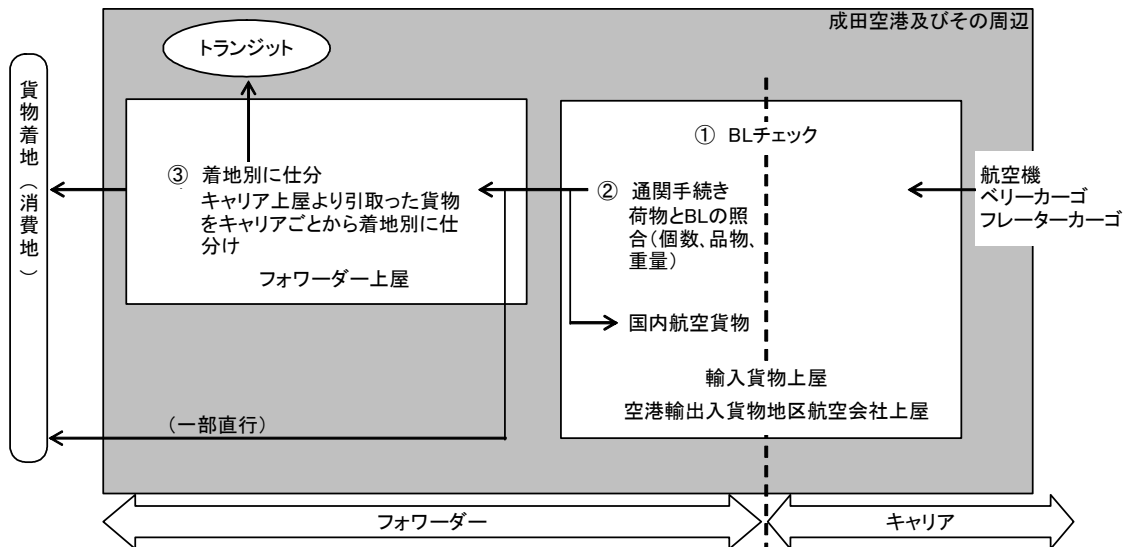 成田空港及びその周辺
トランジット
貨物着地（消費地）
① BLチェック
③ 着地別に仕分
キャリア上屋より引取った貨物
をキャリアごとから着地別に仕
分け
フォワーダー上屋
② 通関手続き
荷物とBLの照
合（個数、品物、
重量）
航空機
ベリーカーゴ
フレーターカーゴ
国内航空貨物
輸入貨物上屋
空港輸出入貨物地区航空会社上屋
（一部直行）
フォワーダー
キャリア